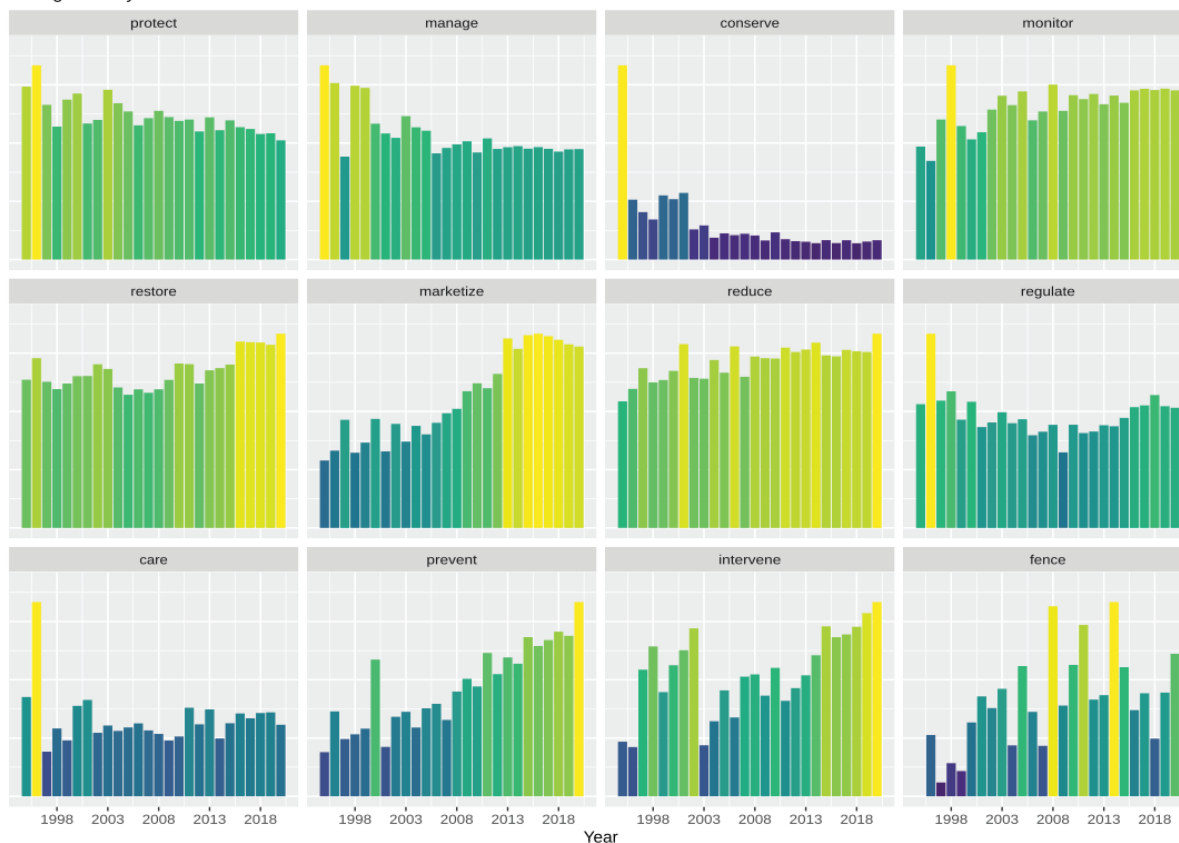 protect manage conserve monitor
restore marketize reduce regulate
care prevent intervene fence
1998 2003 2008 2013 2018 1998 2003 2008 2013 2018 1998 2003 2008 2013 2018 1998 2003 2008 2013 2018
Year